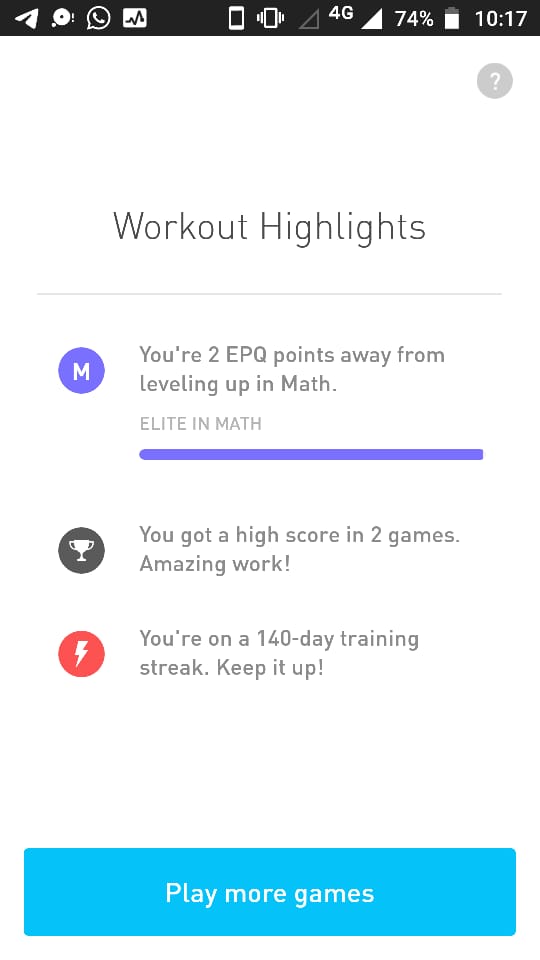 4G 74% 10:17
?
Workout Highlights
M
You're 2 EPQ points away from
leveling up in Math.
ELITE IN MATH
You got a high score in 2 games.
Amazing work!
You're on a 140-day training
streak. Keep it up!
Play more games